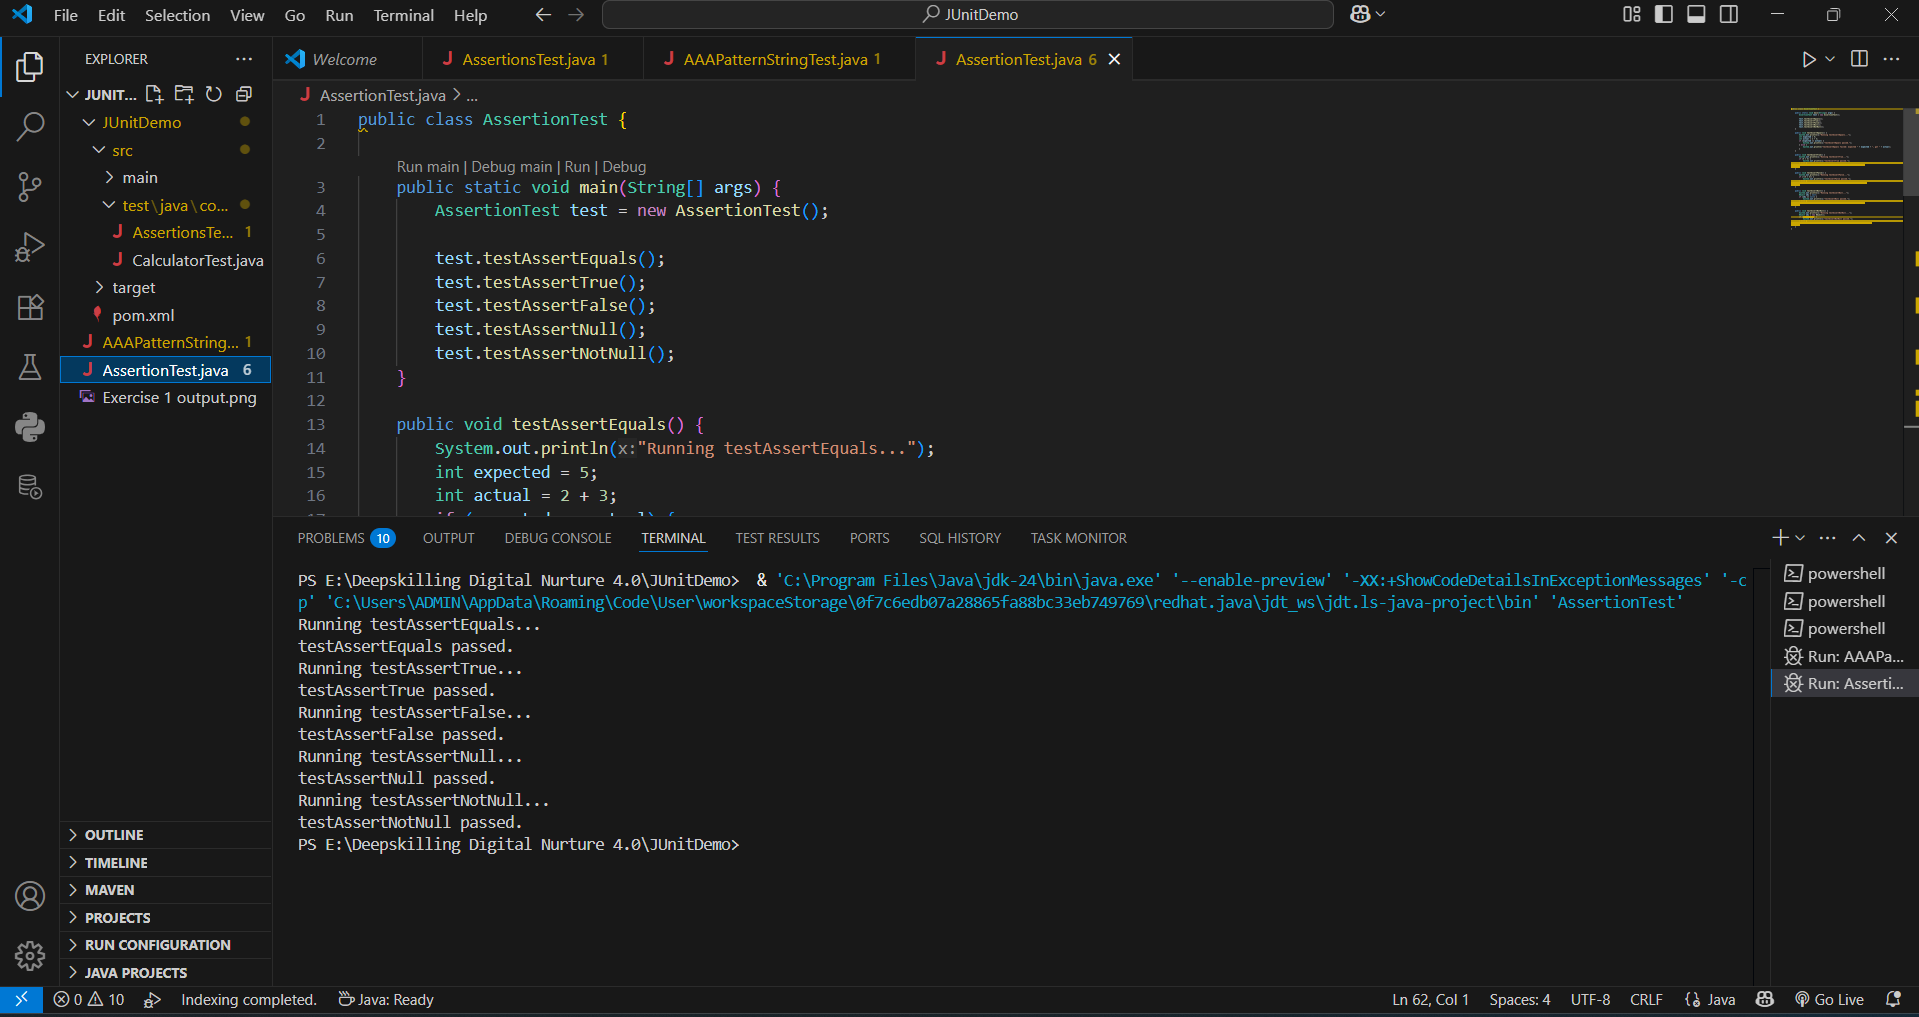 File Edit Selection View Go Run Terminal Help
JUnitDemo
EXPLORER
JUNIT...
JUnitDemo
src
main
test\java\co...
AssertionsTe... 1
CalculatorTest.java
target
pom.xml
AAAPatternString... 1
AssertionTest.java 6
Exercise 1 output.png
OUTLINE
TIMELINE
MAVEN
PROJECTS
RUN CONFIGURATION
JAVA PROJECTS
Welcome
AssertionsTest.java 1
AAAPatternStringTest.java 1
AssertionTest.java 6
AssertionTest.java > ...
1 public class AssertionTest {
2
Run main | Debug main | Run | Debug
3 public static void main(String[] args) {
4 AssertionTest test = new AssertionTest();
5
6 test.testAssertEquals();
7 test.testAssertTrue();
8 test.testAssertFalse();
9 test.testAssertNull();
10 test.testAssertNotNull();
11 }
12
13 public void testAssertEquals() {
14 System.out.println(x:"Running testAssertEquals...");
15 int expected = 5;
16 int actual = 2 + 3;
PROBLEMS 10 OUTPUT DEBUG CONSOLE TERMINAL TEST RESULTS PORTS SQL HISTORY TASK MONITOR
PS E:\Deepskilling Digital Nurture 4.0\JUnitDemo> & 'C:\Program Files\Java\jdk-24\bin\java.exe' '--enable-preview' '-XX:+ShowCodeDetailsInExceptionMessages' '-c
p' 'C:\Users\ADMIN\AppData\Roaming\Code\User\workspaceStorage\0f7c6edb07a28865fa88bc33eb749769\redhat.java\jdt_ws\jdt.ls-java-project\bin' 'AssertionTest'
Running testAssertEquals...
testAssertEquals passed.
Running testAssertTrue...
testAssertTrue passed.
Running testAssertFalse...
testAssertFalse passed.
Running testAssertNull...
testAssertNull passed.
Running testAssertNotNull...
testAssertNotNull passed.
PS E:\Deepskilling Digital Nurture 4.0\JUnitDemo>
powershell
powershell
powershell
Run: AAAPa...
Run: Asserti...
0 10 Indexing completed. Java: Ready
Ln 62, Col 1 Spaces: 4 UTF-8 CRLF Java Go Live